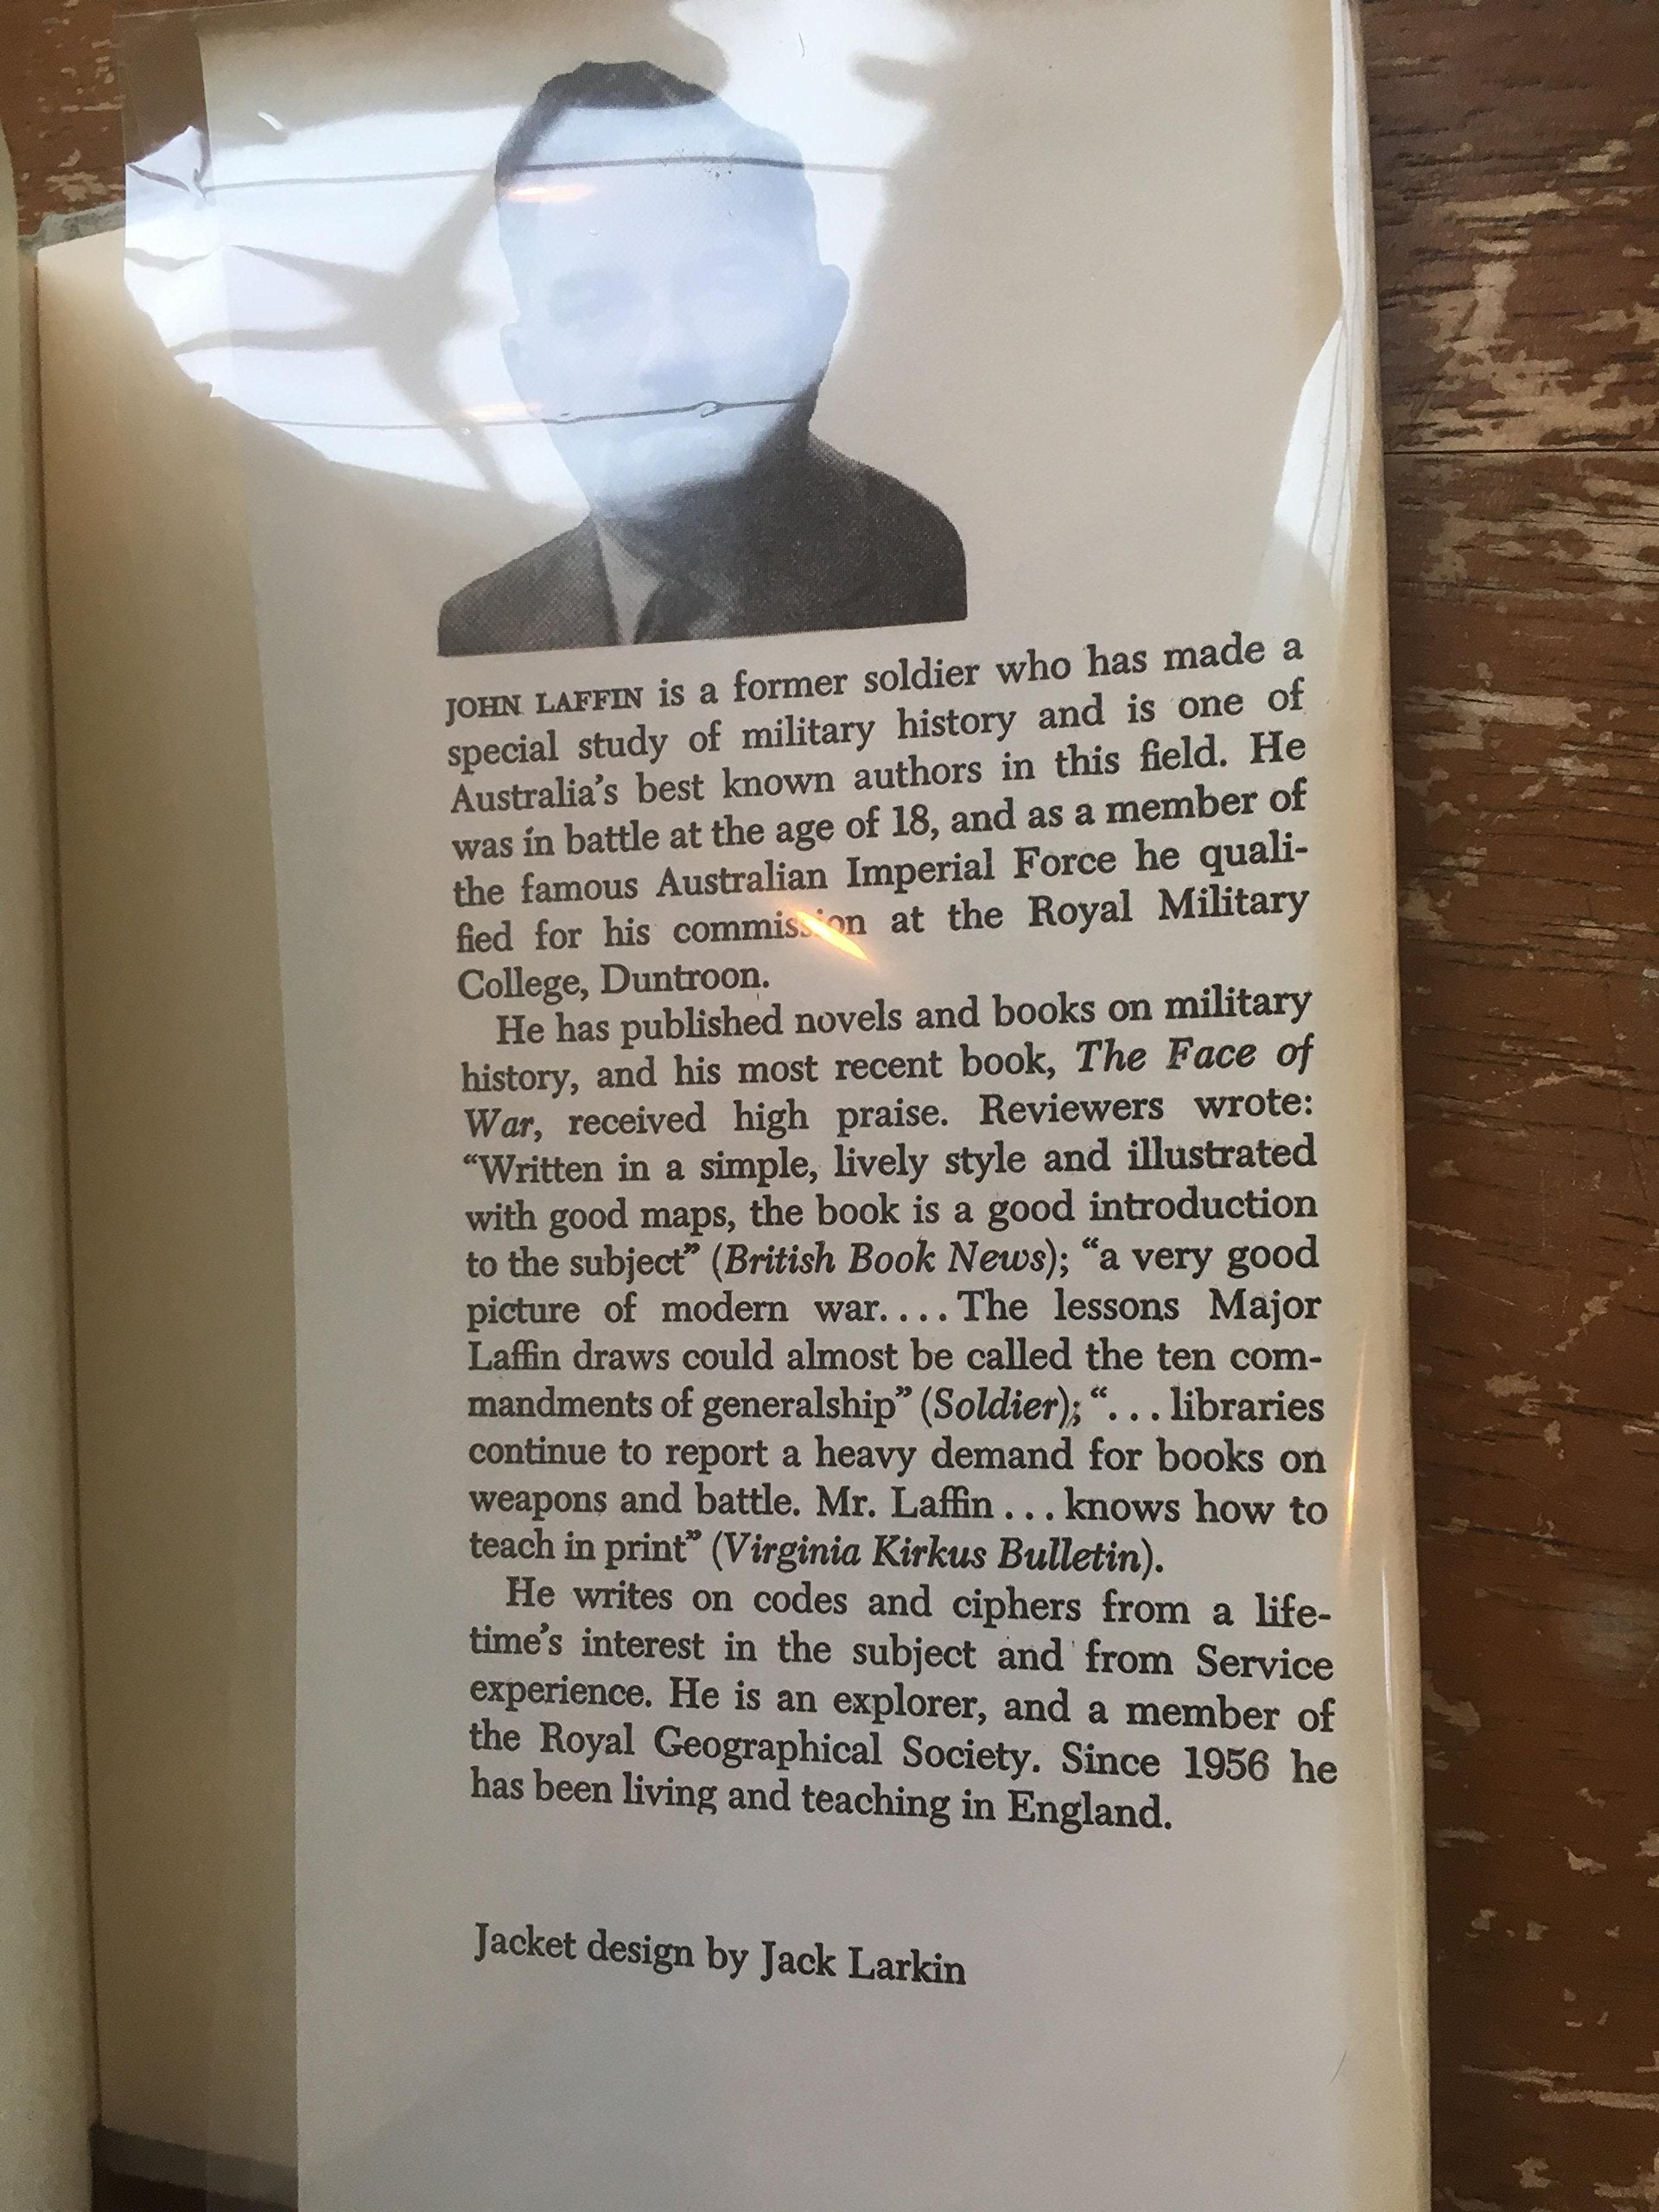 JOHN LAFFIN is a former soldier who has made a
special study of military history and is one of
Australia's best known authors in this field. He
was in battle at the age of 18, and as a member of
the famous Australian Imperial Force he quali-
fied for his commission at the Royal Military
College, Duntroon.
He has published novels and books on military
history, and his most recent book, The Face of
War, received high praise. Reviewers wrote:
“Written in a simple, lively style and illustrated
with good maps, the book is a good introduction
to the subject” (British Book News); “a very good
picture of modern war.... The lessons Major
Laffin draws could almost be called the ten com-
mandments of generalship” (Soldier); “... libraries
continue to report a heavy demand for books on
weapons and battle. Mr. Laffin ... knows how to
teach in print” (Virginia Kirkus Bulletin).
He writes on codes and ciphers from a life-
time's interest in the subject and from Service
experience. He is an explorer, and a member of
the Royal Geographical Society. Since 1956 he
has been living and teaching in England.
Jacket design by Jack Larkin